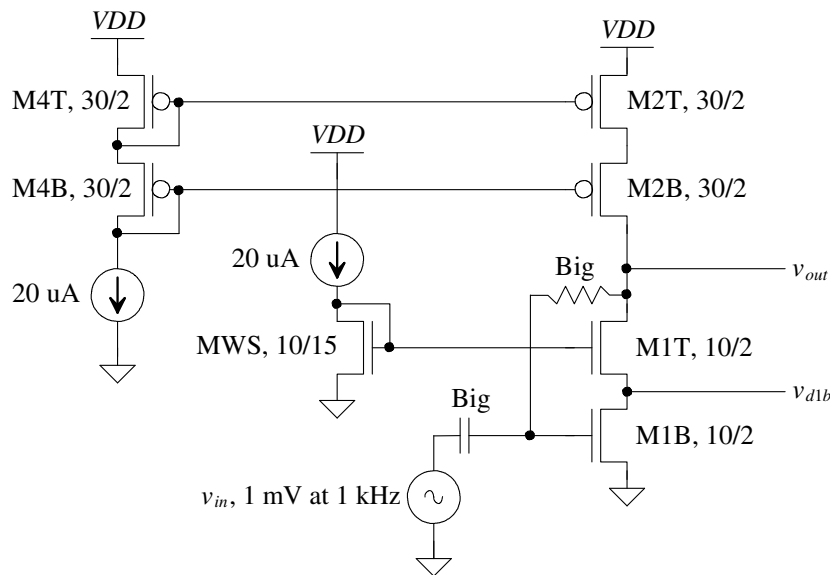 VDD
VDD
M4T, 30/2
M2T, 30/2
VDD
M4B, 30/2
M2B, 30/2
20 uA
Big
v_out
20 uA
MWS, 10/15
M1T, 10/2
v_d1b
Big
M1B, 10/2
v_in, 1 mV at 1 kHz